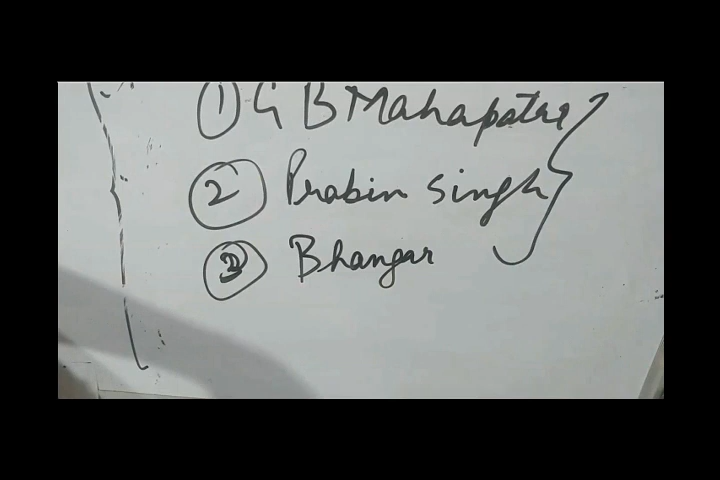 ① G B Mahapatra
② Prabin Singh
③ Bhangar